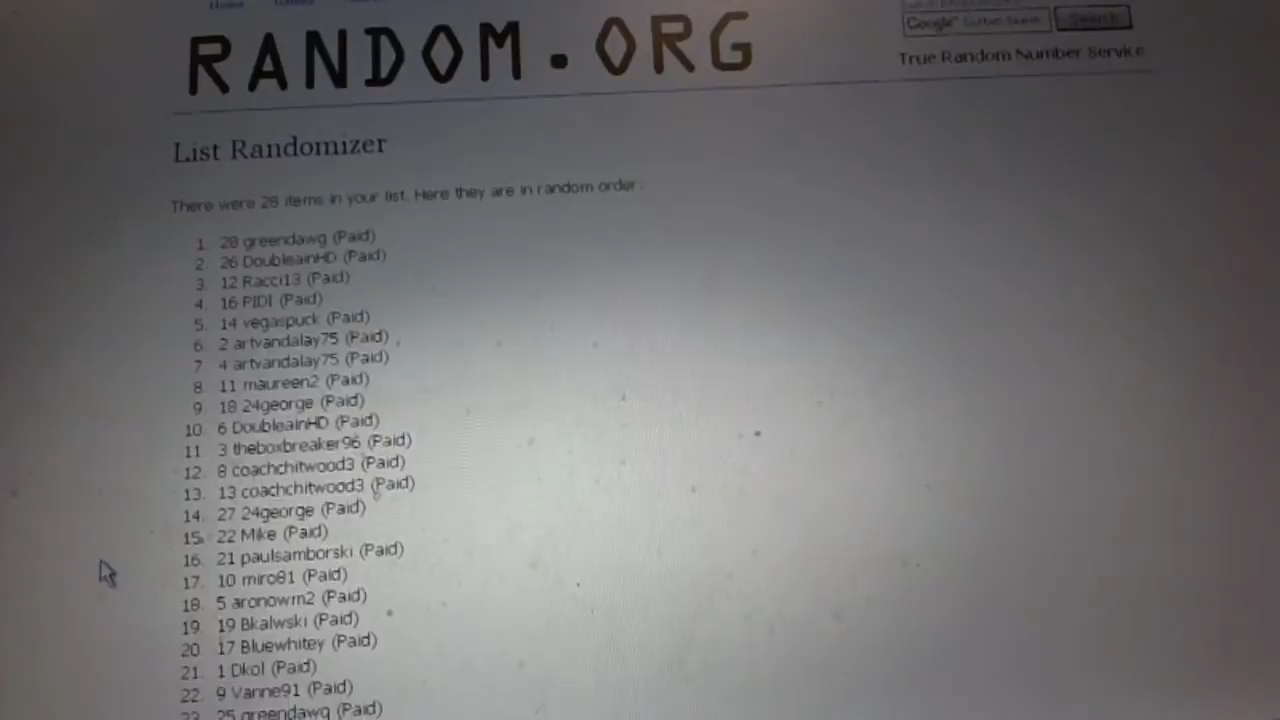 Home
RANDOM.ORG
Google™ Custom Search Search
True Random Number Service
List Randomizer
There were 28 items in your list. Here they are in random order:
1. 28 greendawg (Paid)
2. 26 DoubleainHD (Paid)
3. 12 Racci13 (Paid)
4. 16 PIDI (Paid)
5. 14 vegaspuck (Paid)
6. 2 artvandalay75 (Paid)
7. 4 artvandalay75 (Paid)
8. 11 maureen2 (Paid)
9. 18 24george (Paid)
10. 6 DoubleainHD (Paid)
11. 3 theboxbreaker96 (Paid)
12. 8 coachchitwood3 (Paid)
13. 13 coachchitwood3 (Paid)
14. 27 24george (Paid)
15. 22 Mike (Paid)
16. 21 paulsamborski (Paid)
17. 10 miro81 (Paid)
18. 5 aronowm2 (Paid)
19. 19 Bkalwski (Paid)
20. 17 Bluewhitey (Paid)
21. 1 Dkol (Paid)
22. 9 Vanne91 (Paid)
23. 25 greendawg (Paid)